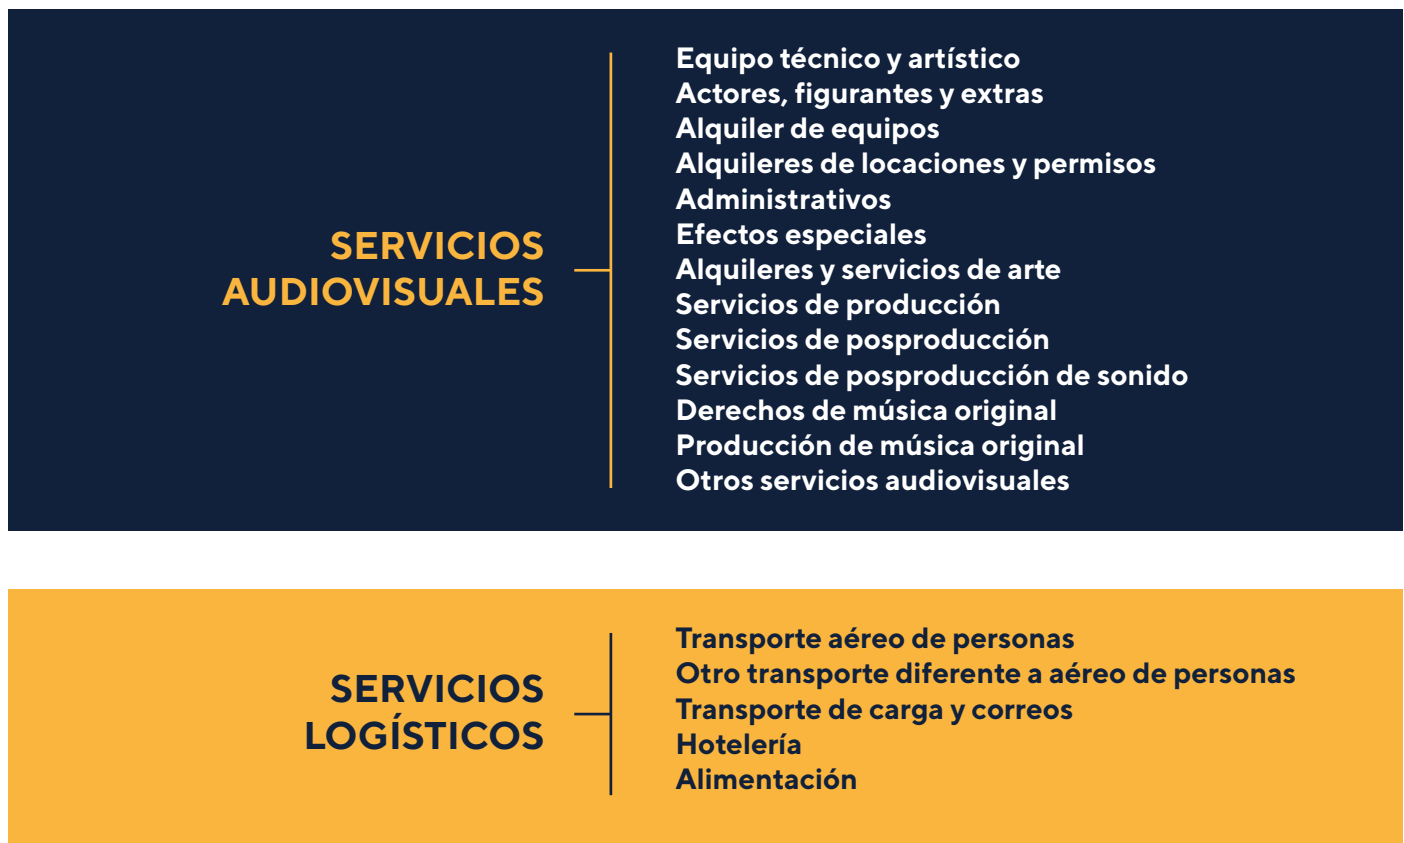 SERVICIOS
AUDIOVISUALES
Equipo técnico y artístico
Actores, figurantes y extras
Alquiler de equipos
Alquileres de locaciones y permisos
Administrativos
Efectos especiales
Alquileres y servicios de arte
Servicios de producción
Servicios de posproducción
Servicios de posproducción de sonido
Derechos de música original
Producción de música original
Otros servicios audiovisuales
SERVICIOS
LOGÍSTICOS
Transporte aéreo de personas
Otro transporte diferente a aéreo de personas
Transporte de carga y correos
Hotelería
Alimentación